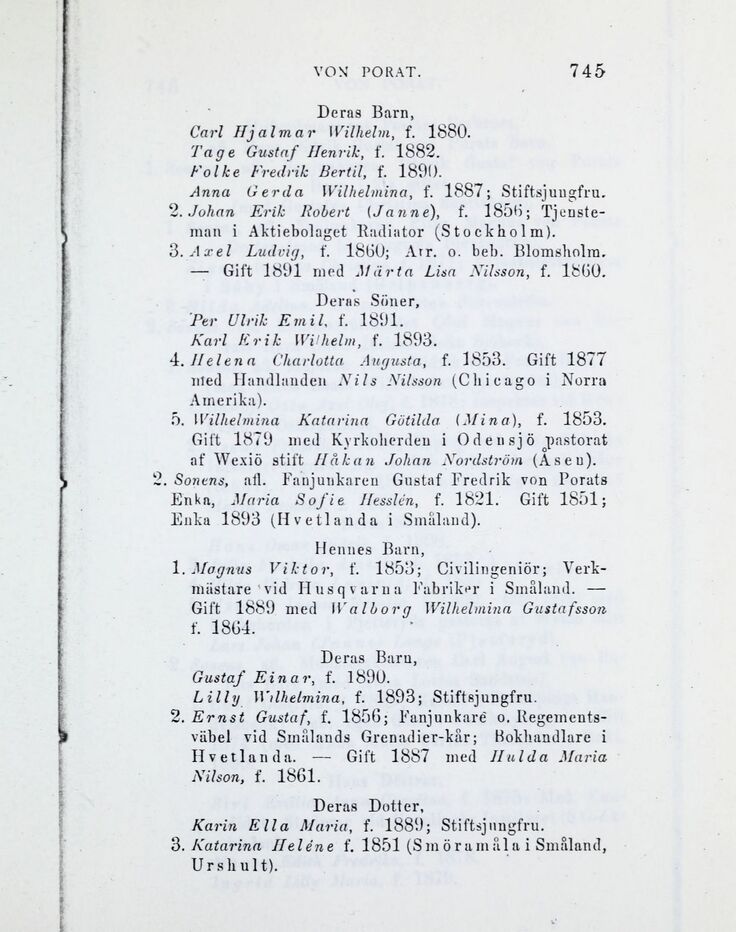 VON PORAT. 745
Deras Barn,
Carl Hjalmar Wilhelm, f. 1880.
Tage Gustaf Henrik, f. 1882.
Folke Fredrik Bertil, f. 1890.
Anna Gerda Wilhelmina, f. 1887; Stiftsjungfru.
2. Johan Erik Robert (Janne), f. 1856; Tjenste-
man i Aktiebolaget Radiator (Stockholm).
3. Axel Ludvig, f. 1860; Arr. o. beb. Blomsholm.
— Gift 1891 med Märta Lisa Nilsson, f. 1860.
Deras Söner,
Per Ulrik Emil, f. 1891.
Karl Erik Wilhelm, f. 1893.
4. Helena Charlotta Augusta, f. 1853. Gift 1877
med Handlanden Nils Nilsson (Chicago i Norra
Amerika).
5. Wilhelmina Katarina Götilda (Mina), f. 1853.
Gift 1879 med Kyrkoherden i Odensjö pastorat
af Wexiö stift Håkan Johan Nordström (Åsen).
2. Sonens, afl. Fanjunkaren Gustaf Fredrik von Porats
Enka, Maria Sofie Hesslén, f. 1821. Gift 1851;
Enka 1893 (Hvetlanda i Småland).
Hennes Barn,
1. Magnus Viktor, f. 1853; Civilingeniör; Verk-
mästare vid Husqvarna Fabriker i Småland. —
Gift 1889 med Walborg Wilhelmina Gustafsson
f. 1864.
Deras Barn,
Gustaf Einar, f. 1890.
Lilly Wilhelmina, f. 1893; Stiftsjungfru.
2. Ernst Gustaf, f. 1856; Fanjunkare o. Regements-
väbel vid Smålands Grenadier-kår; Bokhandlare i
Hvetlanda. — Gift 1887 med Hulda Maria
Nilson, f. 1861.
Deras Dotter,
Karin Ella Maria, f. 1889; Stiftsjungfru.
3. Katarina Heléne f. 1851 (Smöramåla i Småland,
Urshult).